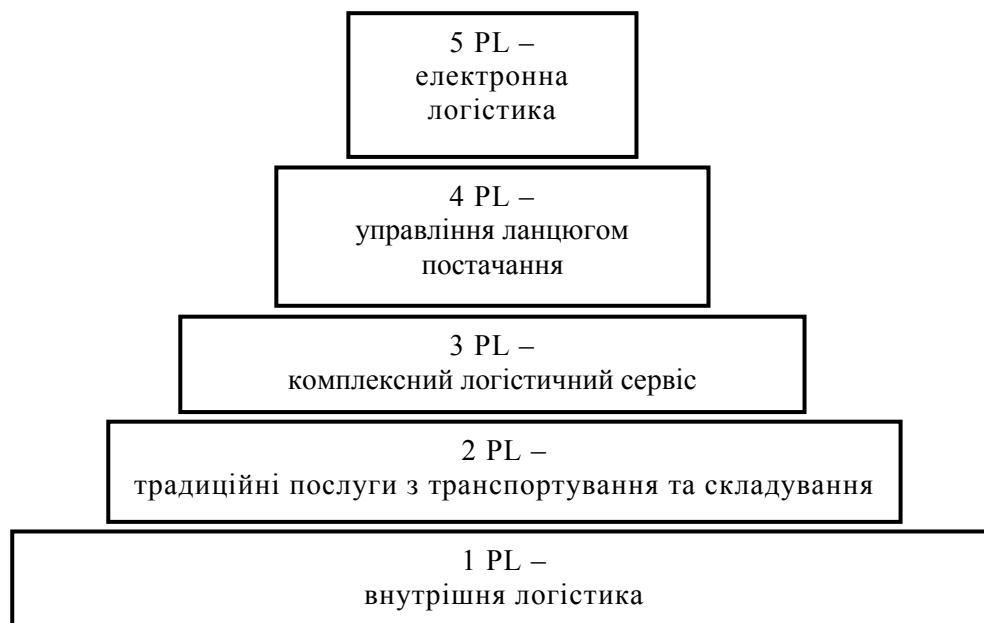 5 PL –
електронна
логістика
4 PL –
управління ланцюгом
постачання
3 PL –
комплексний логістичний сервіс
2 PL –
традиційні послуги з транспортування та складування
1 PL –
внутрішня логістика